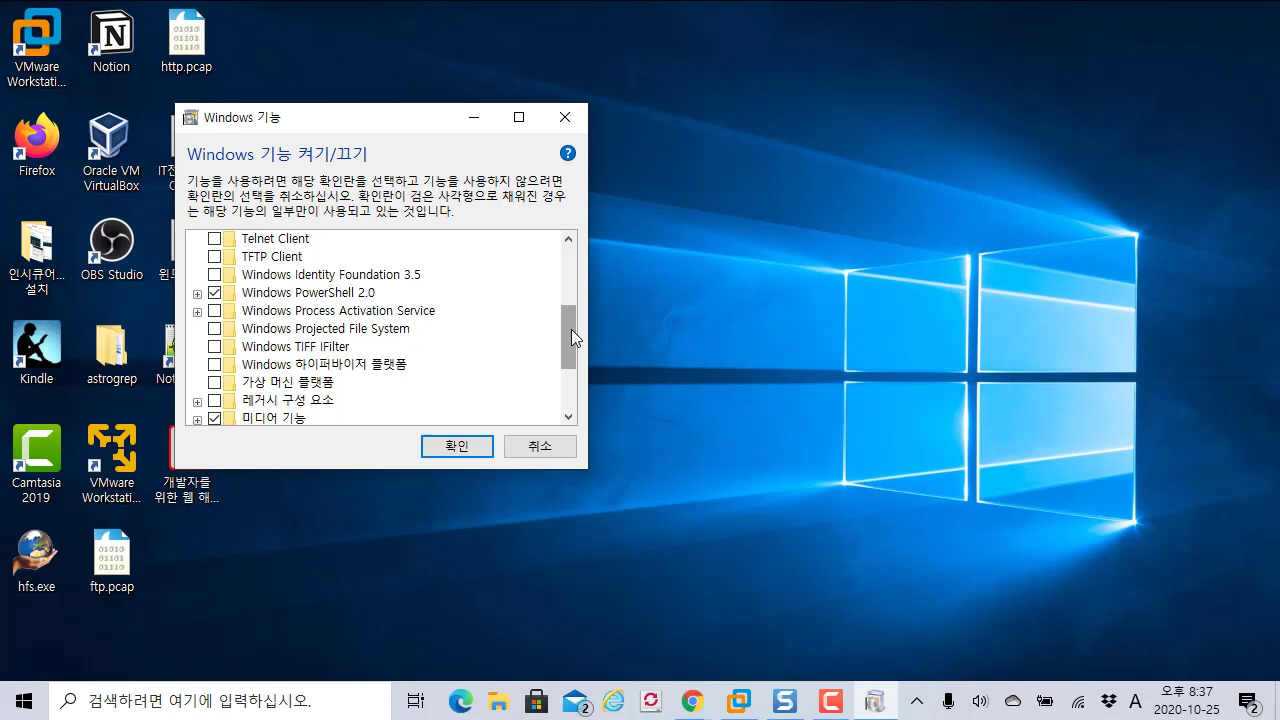 VMware
Workstati...
Notion
http.pcap
Firefox
Oracle VM
VirtualBox
인시큐어...
설치
OBS Studio
Kindle
astrogrep
Camtasia
2019
VMware
Workstati...
개발자를
위한 웹 해...
hfs.exe
ftp.pcap
Windows 기능
Windows 기능 켜기/끄기
기능을 사용하려면 해당 확인란을 선택하고 기능을 사용하지 않으려면
확인란의 선택을 취소하십시오. 확인란이 검은 사각형으로 채워진 경우
는 해당 기능의 일부만이 사용되고 있는 것입니다.
Telnet Client
TFTP Client
Windows Identity Foundation 3.5
Windows PowerShell 2.0
Windows Process Activation Service
Windows Projected File System
Windows TIFF IFilter
Windows 하이퍼바이저 플랫폼
가상 머신 플랫폼
레거시 구성 요소
미디어 기능
확인
취소
검색하려면 여기에 입력하십시오.
2
A
오후 8:37
2020-10-25
2